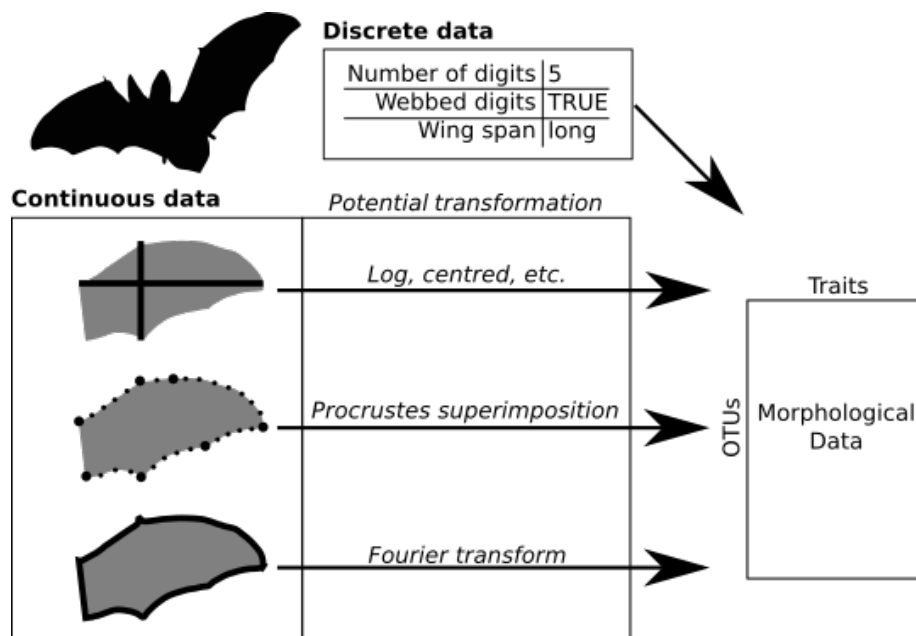 Discrete data
Number of digits 5
Webbed digits TRUE
Wing span long
Continuous data
Potential transformation
Log, centred, etc.
Procrustes superimposition
Fourier transform
Traits
OTUs
Morphological
Data